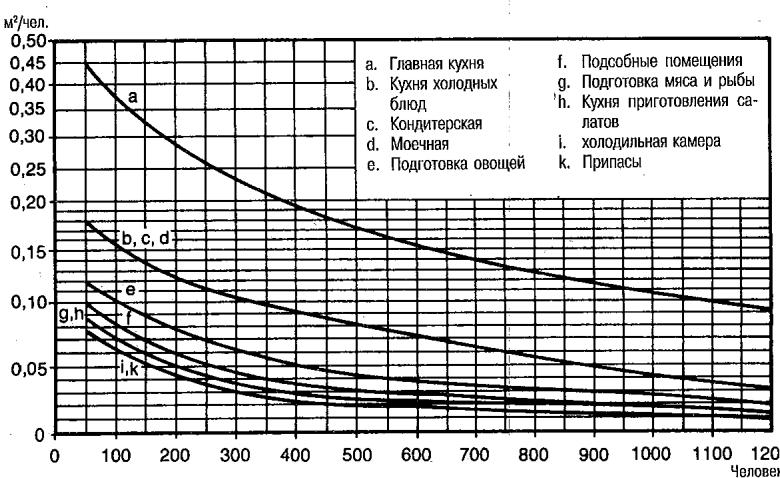 м²/чел.
0,50
0,45
0,40
0,35
0,30
0,25
0,20
0,15
0,10
0,05
0
a
b, c, d
e
f
g,h
i,k
a. Главная кухня
b. Кухня холодных
блюд
c. Кондитерская
d. Моечная
e. Подготовка овощей
f. Подсобные помещения
g. Подготовка мяса и рыбы
h. Кухня приготовления са-
латов
i. холодильная камера
k. Припасы
0 100 200 300 400 500 600 700 800 900 1000 1100 120
Человек